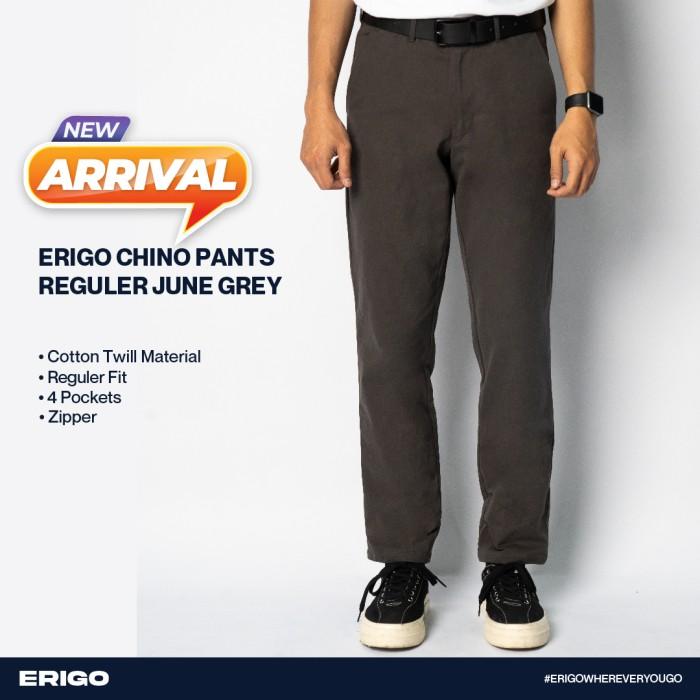 NEW
ARRIVAL
ERIGO CHINO PANTS
REGULER JUNE GREY
• Cotton Twill Material
• Reguler Fit
• 4 Pockets
• Zipper
ERIGO
#ERIGOWHEREVERYOUGO